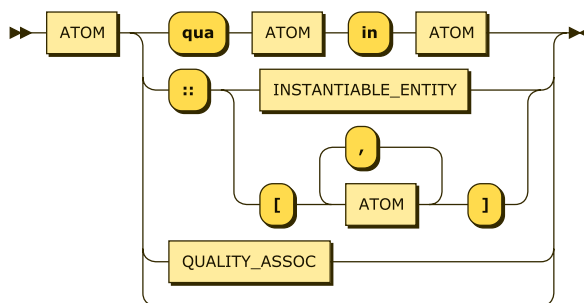 ATOM qua ATOM in ATOM
:: INSTANTIABLE_ENTITY
,
[ ATOM ]
QUALITY_ASSOC